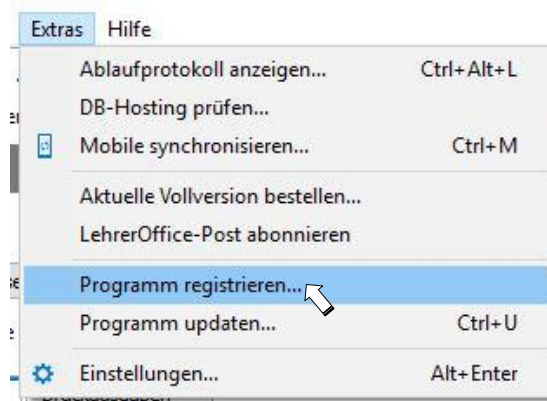 Extras Hilfe
Ablaufprotokoll anzeigen... Ctrl+Alt+L
DB-Hosting prüfen...
Mobile synchronisieren... Ctrl+M
Aktuelle Vollversion bestellen...
LehrerOffice-Post abonnieren
Programm registrieren...
Programm updaten... Ctrl+U
Einstellungen... Alt+Enter